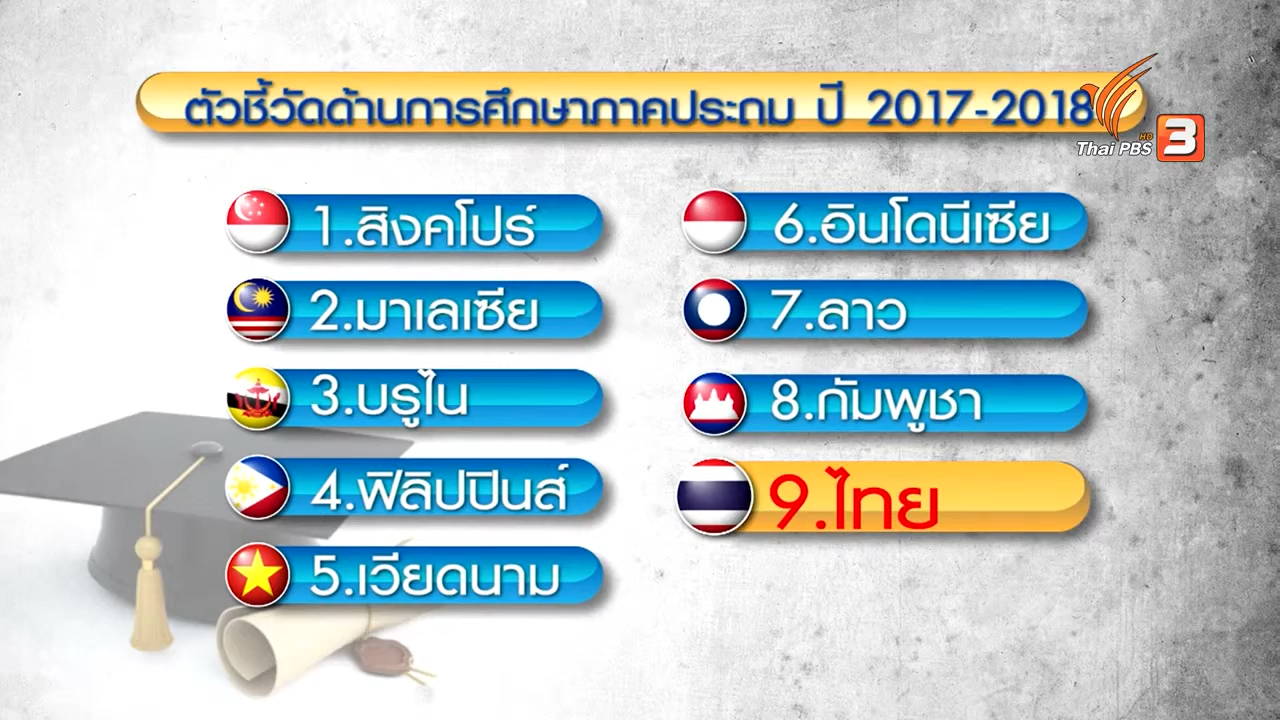 ตัวชี้วัดด้านการศึกษาภาคประถม ปี 2017-2018
HD
Thai PBS 3
1.สิงคโปร์
2.มาเลเซีย
3.บรูไน
4.ฟิลิปปินส์
5.เวียดนาม
6.อินโดนีเซีย
7.ลาว
8.กัมพูชา
9.ไทย